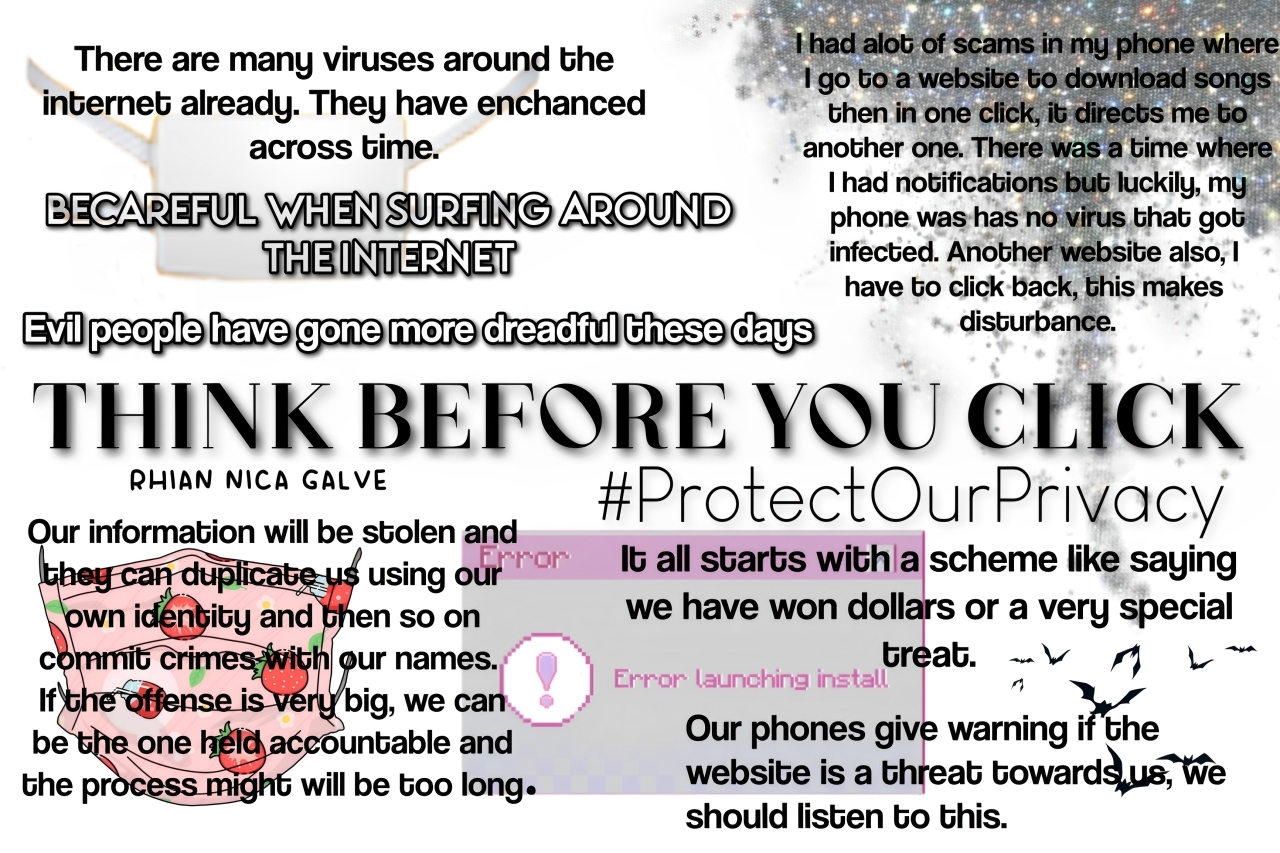 There are many viruses around the
internet already. They have enchanced
across time.
BECAREFUL WHEN SURFING AROUND
THE INTERNET
Evil people have gone more dreadful these days
I had alot of scams in my phone where
I go to a website to download songs
then in one click, it directs me to
another one. There was a time where
I had notifications but luckily, my
phone was has no virus that got
infected. Another website also, I
have to click back, this makes
disturbance.
THINK BEFORE YOU CLICK
RHIAN NICA GALVE
#ProtectOurPrivacy
Our information will be stolen and
they can duplicate us using our
own identity and then so on
commit crimes with our names.
If the offense is very big, we can
be the one held accountable and
the process might will be too long.
Error
Error launching install
It all starts with a scheme like saying
we have won dollars or a very special
treat.
Our phones give warning if the
website is a threat towards us, we
should listen to this.